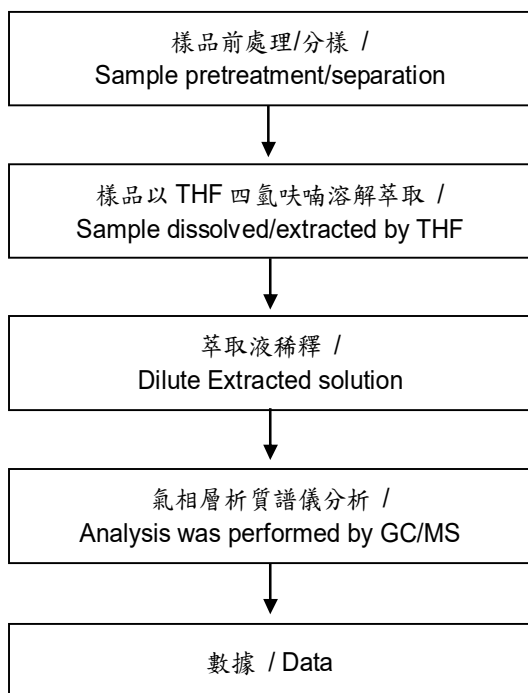 樣品前處理/分樣 /
Sample pretreatment/separation
樣品以 THF 四氫呋喃溶解萃取 /
Sample dissolved/extracted by THF
萃取液稀釋 /
Dilute Extracted solution
氣相層析質譜儀分析 /
Analysis was performed by GC/MS
數據 / Data